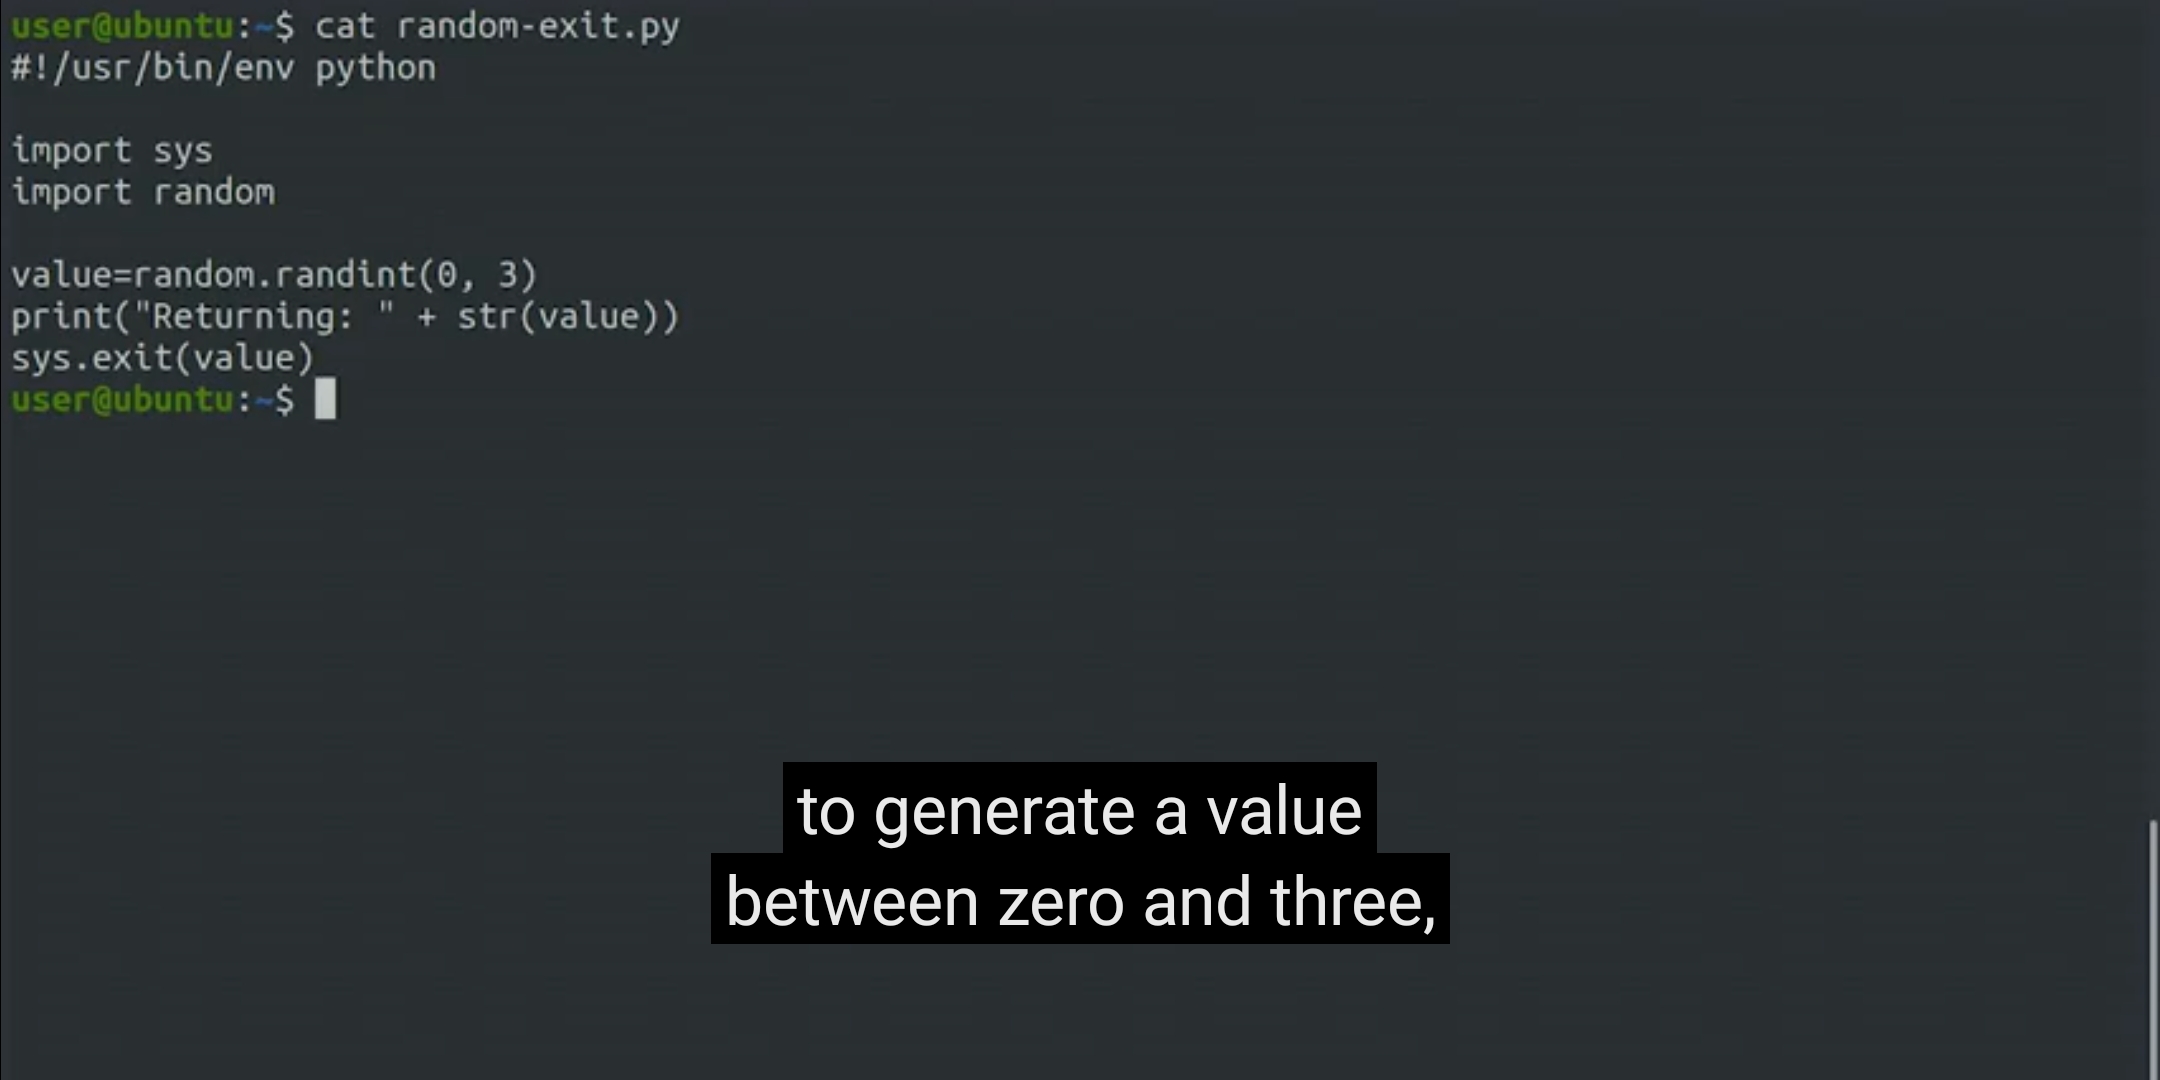 user@ubuntu:~$ cat random-exit.py
#!/usr/bin/env python
import sys
import random
value=random.randint(0, 3)
print("Returning: " + str(value))
sys.exit(value)
user@ubuntu:~$
to generate a value
between zero and three,